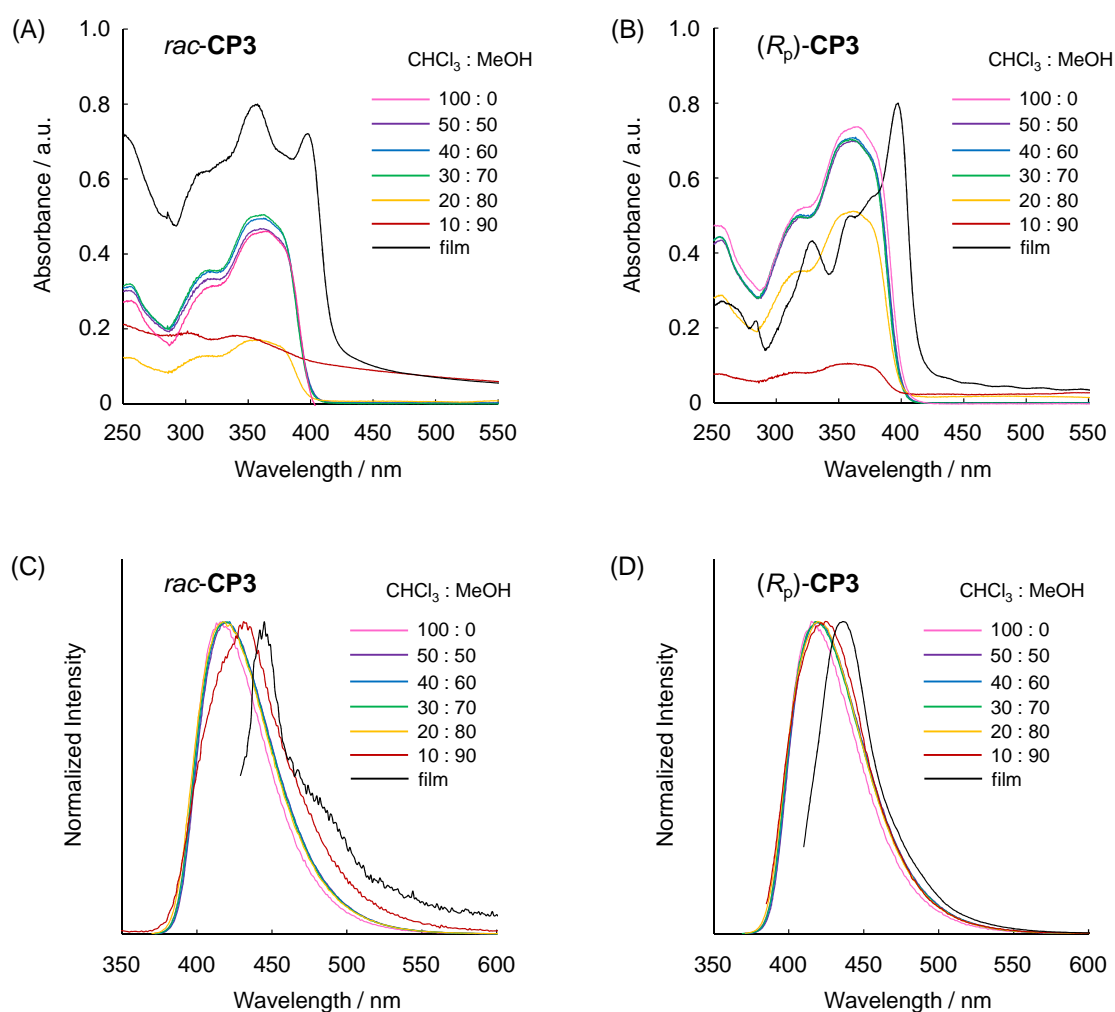 (A)
rac-CP3
CHCl3 : MeOH
100 : 0
50 : 50
40 : 60
30 : 70
20 : 80
10 : 90
film
1.0
0.8
0.6
0.4
0.2
0
Absorbance / a.u.
250 300 350 400 450 500 550
Wavelength / nm
(B)
(Rp)-CP3
CHCl3 : MeOH
100 : 0
50 : 50
40 : 60
30 : 70
20 : 80
10 : 90
film
1.0
0.8
0.6
0.4
0.2
0
Absorbance / a.u.
250 300 350 400 450 500 550
Wavelength / nm
(C)
rac-CP3
CHCl3 : MeOH
100 : 0
50 : 50
40 : 60
30 : 70
20 : 80
10 : 90
film
Normalized Intensity
350 400 450 500 550 600
Wavelength / nm
(D)
(Rp)-CP3
CHCl3 : MeOH
100 : 0
50 : 50
40 : 60
30 : 70
20 : 80
10 : 90
film
Normalized Intensity
350 400 450 500 550 600
Wavelength / nm